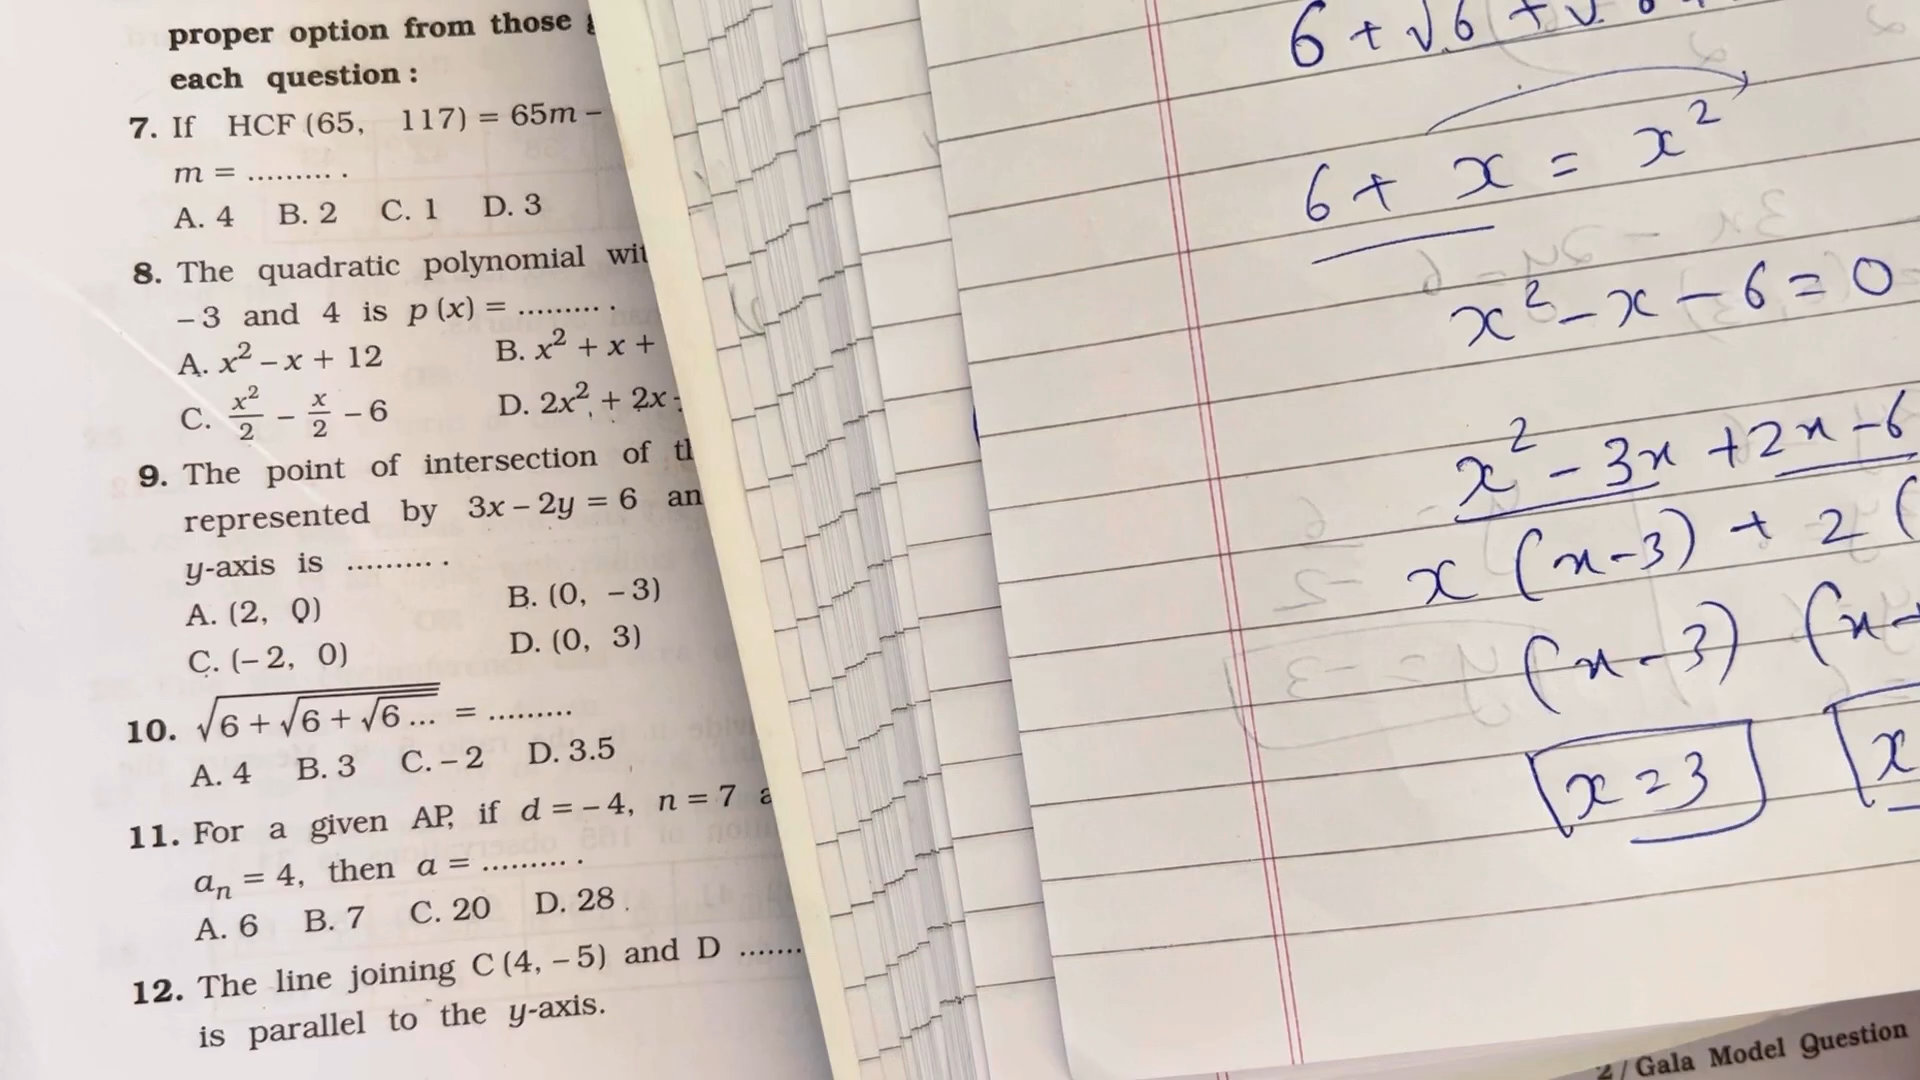 proper option from those
each question :
7. If HCF (65, 117) = 65m –
m = ......... .
A. 4 B. 2 C. 1 D. 3
8. The quadratic polynomial
– 3 and 4 is p (x) = ......... .
A. x² – x + 12 B. x² + x +
C. x²/2 – x/2 – 6 D. 2x² + 2x
9. The point of intersection of
represented by 3x – 2y = 6
y-axis is ......... .
A. (2, 0) B. (0, – 3)
C. (– 2, 0) D. (0, 3)
10. √(6 + √(6 + √(6 ...))) = .........
A. 4 B. 3 C. – 2 D. 3.5
11. For a given AP, if d = – 4, n = 7
aₙ = 4, then a = ......... .
A. 6 B. 7 C. 20 D. 28
12. The line joining C (4, – 5) and D .......
is parallel to the y-axis.
6 + √6 + √
6 + x = x²
x² – x – 6 = 0
x² – 3x + 2x – 6
x (x – 3) + 2 (
(x – 3) (x
x = 3 x
2 / Gala Model Question